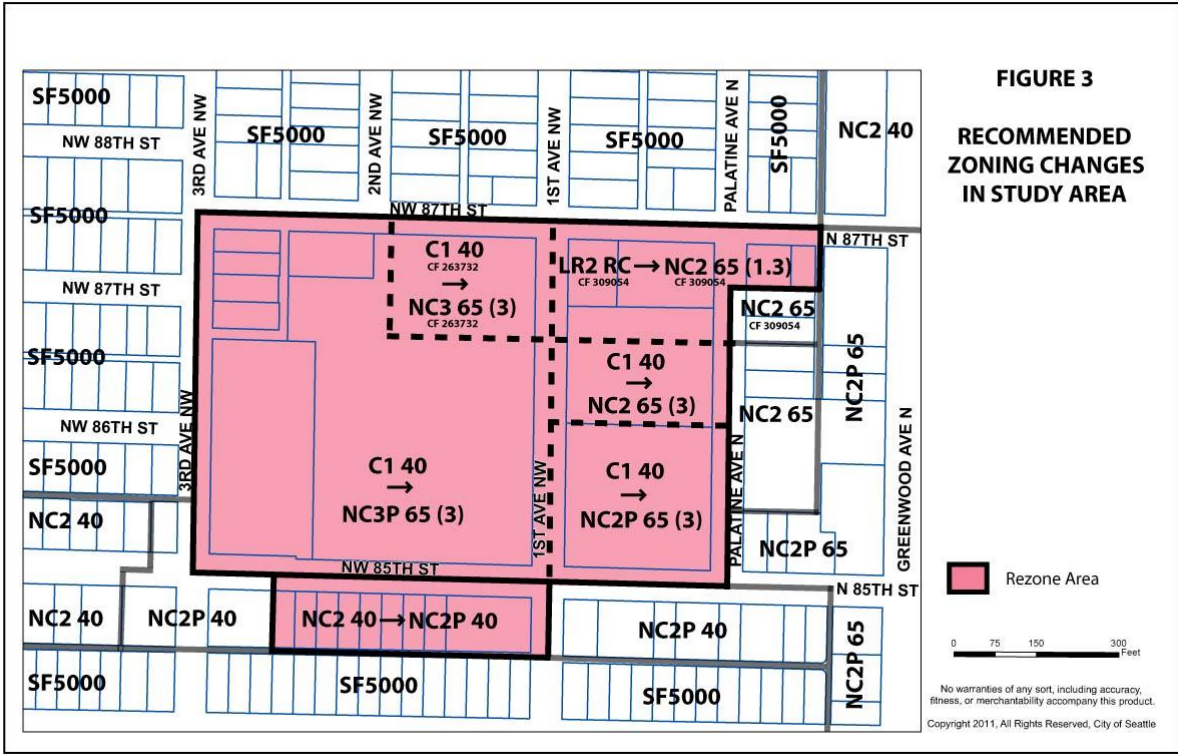 FIGURE 3
RECOMMENDED
ZONING CHANGES
IN STUDY AREA
SF5000
NW 88TH ST
3RD AVE NW
SF5000
2ND AVE NW
SF5000
1ST AVE NW
SF5000
PALATINE AVE N
SF5000
NC2 40
SF5000
NW 87TH ST
N 87TH ST
NW 87TH ST
C1 40
CF 263732
→
NC3 65 (3)
CF 263732
LR2 RC→NC2 65 (1.3)
CF 309054
CF 309054
NC2 65
CF 309054
SF5000
C1 40
→
NC2 65 (3)
NC2P 65
NC2 65
3RD AVE NW
NW 86TH ST
SF5000
C1 40
→
NC3P 65 (3)
1ST AVE NW
C1 40
→
NC2P 65 (3)
PALATINE AVE N
GREENWOOD AVE N
NC2 40
NC2P 65
NW 85TH ST
N 85TH ST
NC2 40
NC2P 40
NC2 40→NC2P 40
NC2P 40
NC2P 65
SF5000
SF5000
SF5000
Rezone Area
0 75 150 300
Feet
No warranties of any sort, including accuracy,
fitness, or merchantability accompany this product.
Copyright 2011, All Rights Reserved, City of Seattle